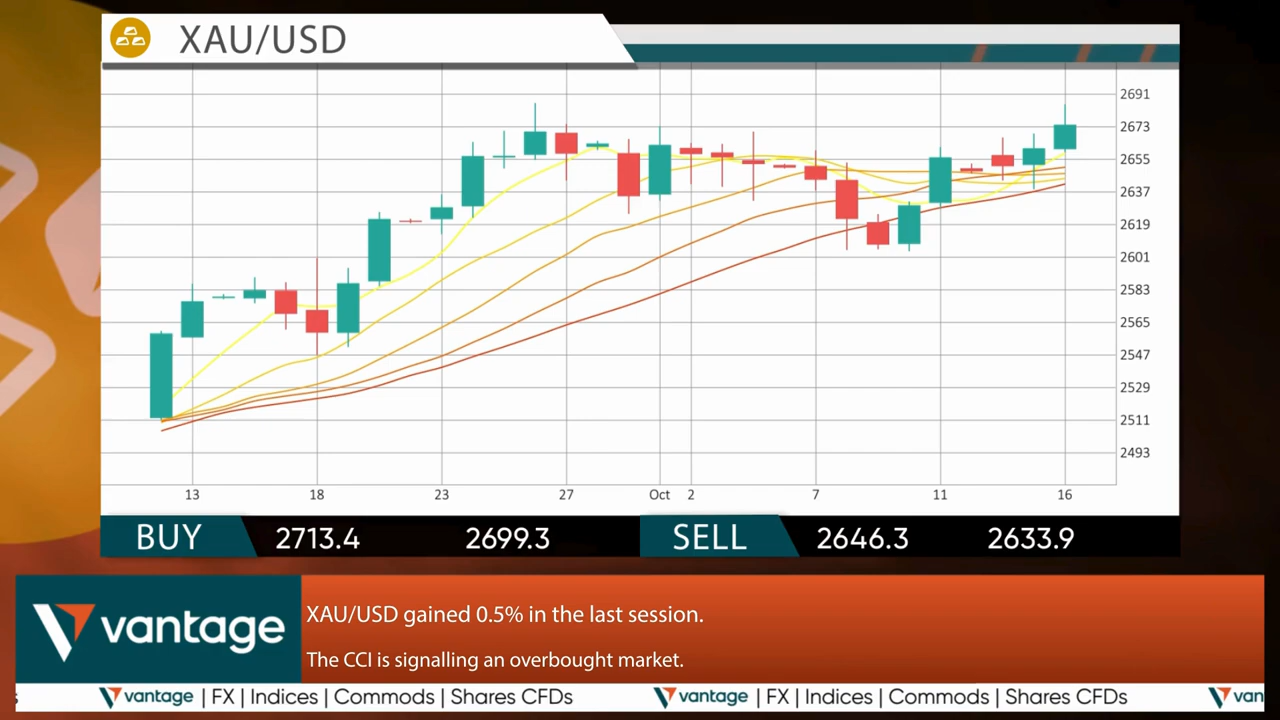 XAU/USD
2691
2673
2655
2637
2619
2601
2583
2565
2547
2529
2511
2493
13 18 23 27 Oct 2 7 11 16
BUY 2713.4 2699.3 SELL 2646.3 2633.9
vantage
XAU/USD gained 0.5% in the last session.
The CCI is signalling an overbought market.
s vantage | FX | Indices | Commods | Shares CFDs vantage | FX | Indices | Commods | Shares CFDs van